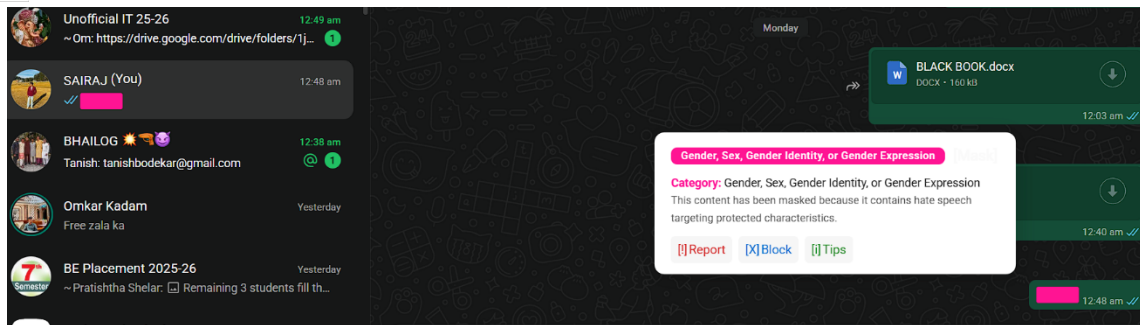 Unofficial IT 25-26
12:49 am
~ Om: https://drive.google.com/drive/folders/1j...
1
SAIRAJ (You)
12:48 am
BHAILOG 💥🔫😈
12:38 am
Tanish: tanishbodekar@gmail.com
@ 1
Omkar Kadam
Yesterday
Free zala ka
7th
Semester
BE Placement 2025-26
Yesterday
~ Pratishtha Shelar: Remaining 3 students fill th...
Monday
W
BLACK BOOK.docx
DOCX • 160 kB
12:03 am
Gender, Sex, Gender Identity, or Gender Expression
Category: Gender, Sex, Gender Identity, or Gender Expression
This content has been masked because it contains hate speech
targeting protected characteristics.
[!] Report [X] Block [i] Tips
12:40 am
12:48 am